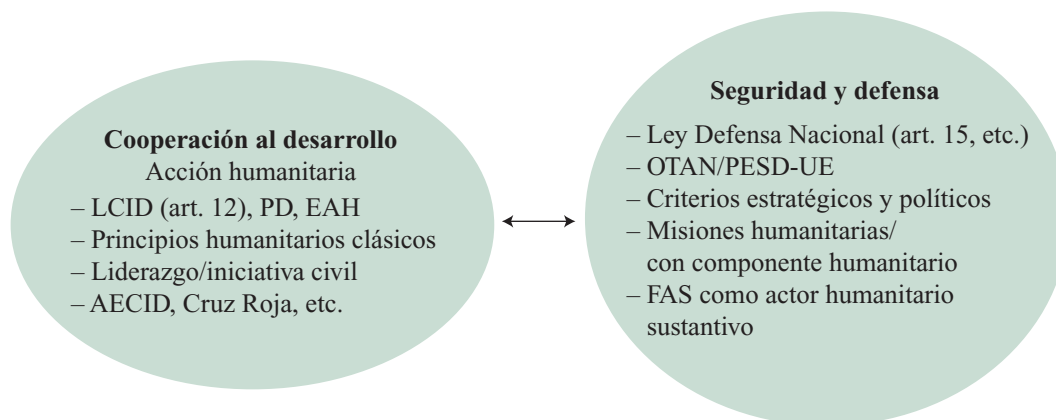 Cooperación al desarrollo
Acción humanitaria
– LCID (art. 12), PD, EAH
– Principios humanitarios clásicos
– Liderazgo/iniciativa civil
– AECID, Cruz Roja, etc.
Seguridad y defensa
– Ley Defensa Nacional (art. 15, etc.)
– OTAN/PESD-UE
– Criterios estratégicos y políticos
– Misiones humanitarias/
con componente humanitario
– FAS como actor humanitario
sustantivo